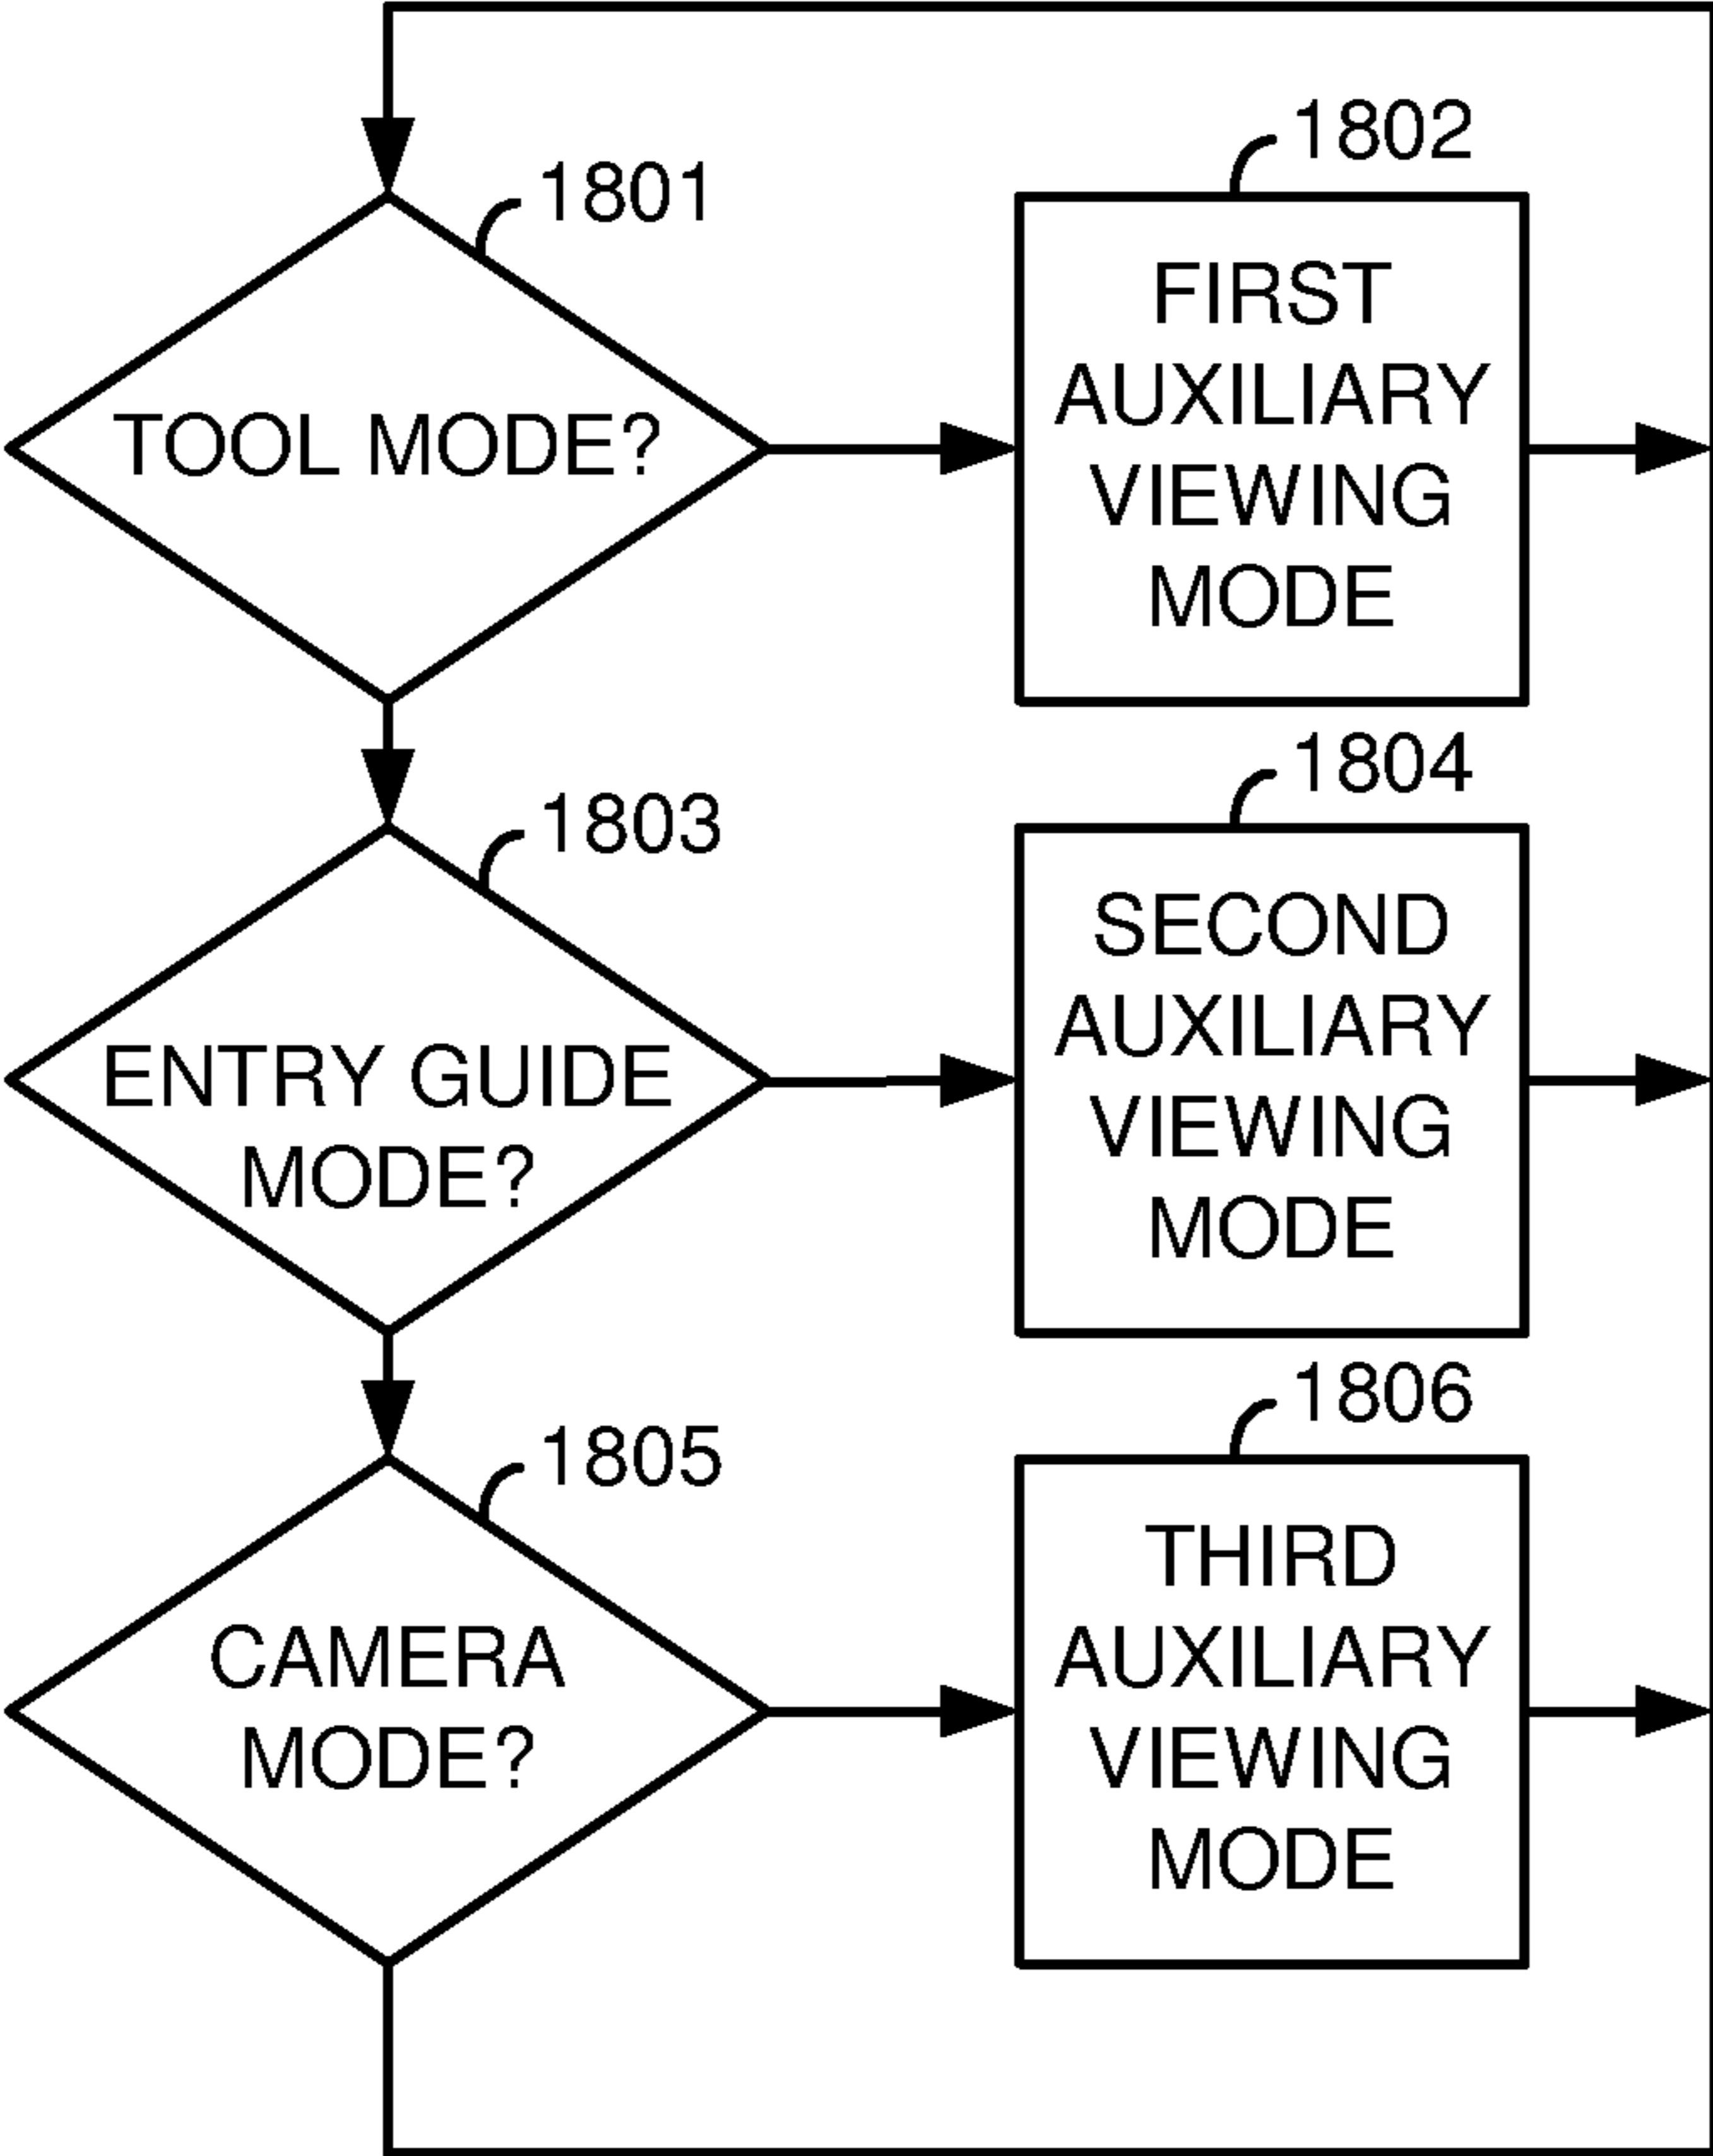 1801
TOOL MODE?
1802
FIRST
AUXILIARY
VIEWING
MODE
1803
ENTRY GUIDE
MODE?
1804
SECOND
AUXILIARY
VIEWING
MODE
1805
CAMERA
MODE?
1806
THIRD
AUXILIARY
VIEWING
MODE